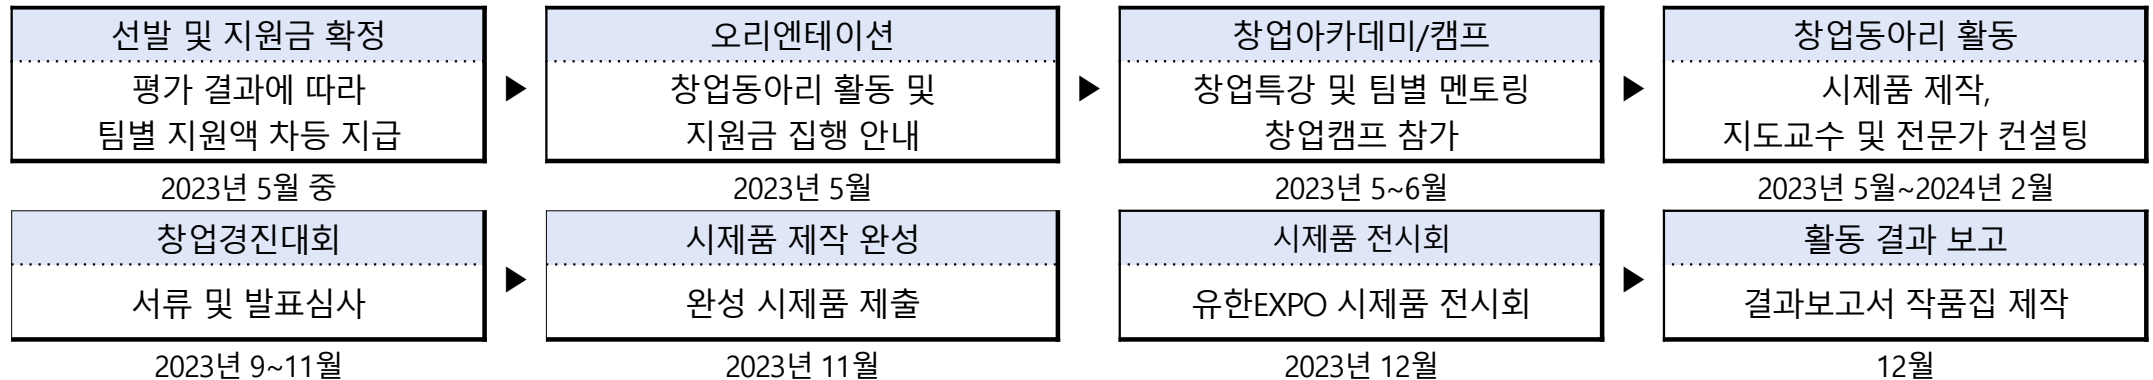 선발 및 지원금 확정
평가 결과에 따라
팀별 지원액 차등 지급
2023년 5월 중
▶
오리엔테이션
창업동아리 활동 및
지원금 집행 안내
2023년 5월
▶
창업아카데미/캠프
창업특강 및 팀별 멘토링
창업캠프 참가
2023년 5~6월
▶
창업동아리 활동
시제품 제작,
지도교수 및 전문가 컨설팅
2023년 5월~2024년 2월
창업경진대회
서류 및 발표심사
2023년 9~11월
▶
시제품 제작 완성
완성 시제품 제출
2023년 11월
시제품 전시회
유한EXPO 시제품 전시회
2023년 12월
▶
활동 결과 보고
결과보고서 작품집 제작
12월